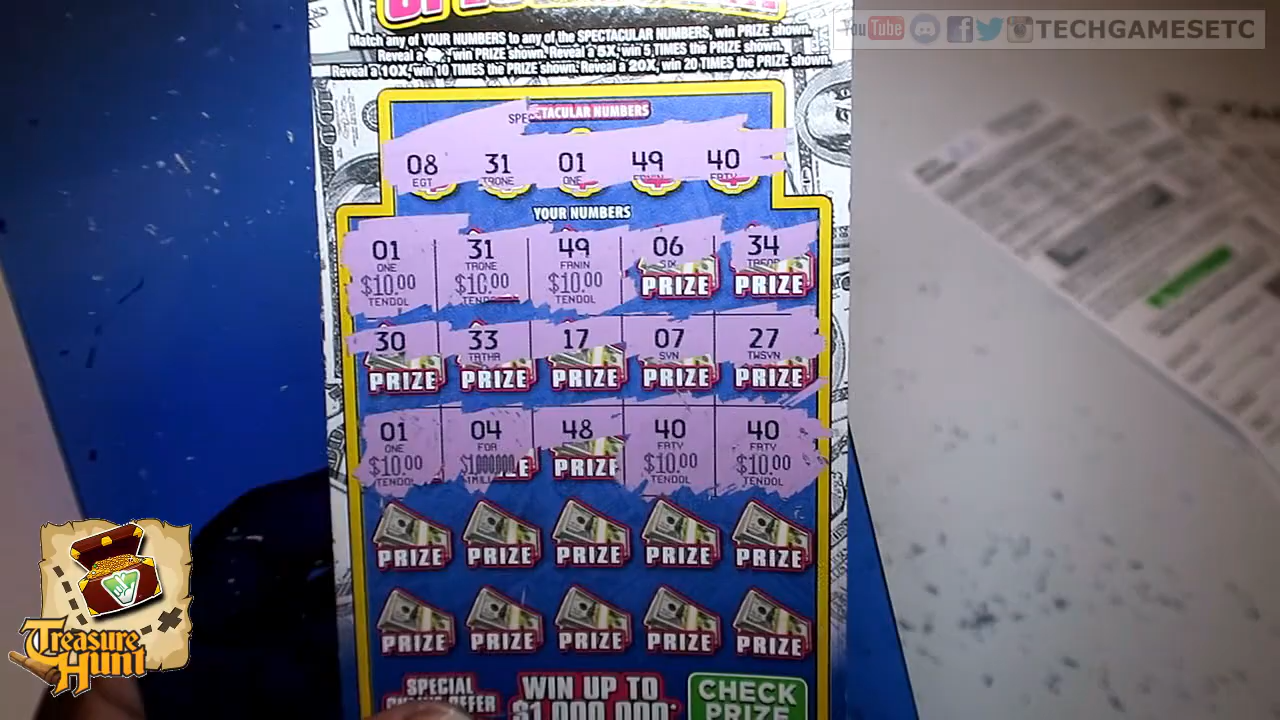 YouTube TECHGAMESETC
Match any of YOUR NUMBERS to any of the SPECTACULAR NUMBERS, win PRIZE shown.
Reveal a , win PRIZE shown. Reveal a 5X, win 5 TIMES the PRIZE shown.
Reveal a 10X, win 10 TIMES the PRIZE shown. Reveal a 20X, win 20 TIMES the PRIZE shown.
SPECTACULAR NUMBERS
08 31 01 49 40
EGT TRONE ONE FRNIN FRTY
YOUR NUMBERS
01 31 49 06 34
ONE TRONE FRNIN SIX
$10.00 $10.00 $10.00 PRIZE PRIZE
TENDOL TENDOL TENDOL
30 33 17 07 27
TRTHR SVN TWSVN
PRIZE PRIZE PRIZE PRIZE PRIZE
01 04 48 40 40
ONE FOR FRTY FRTY
$10.00 $1000000 PRIZE $10.00 $10.00
TENDOL 1MILL TENDOL TENDOL
PRIZE PRIZE PRIZE PRIZE PRIZE
PRIZE PRIZE PRIZE PRIZE PRIZE
SPECIAL
OFFER
WIN UP TO
$1,000,000*
CHECK
PRIZE
Treasure
Hunt